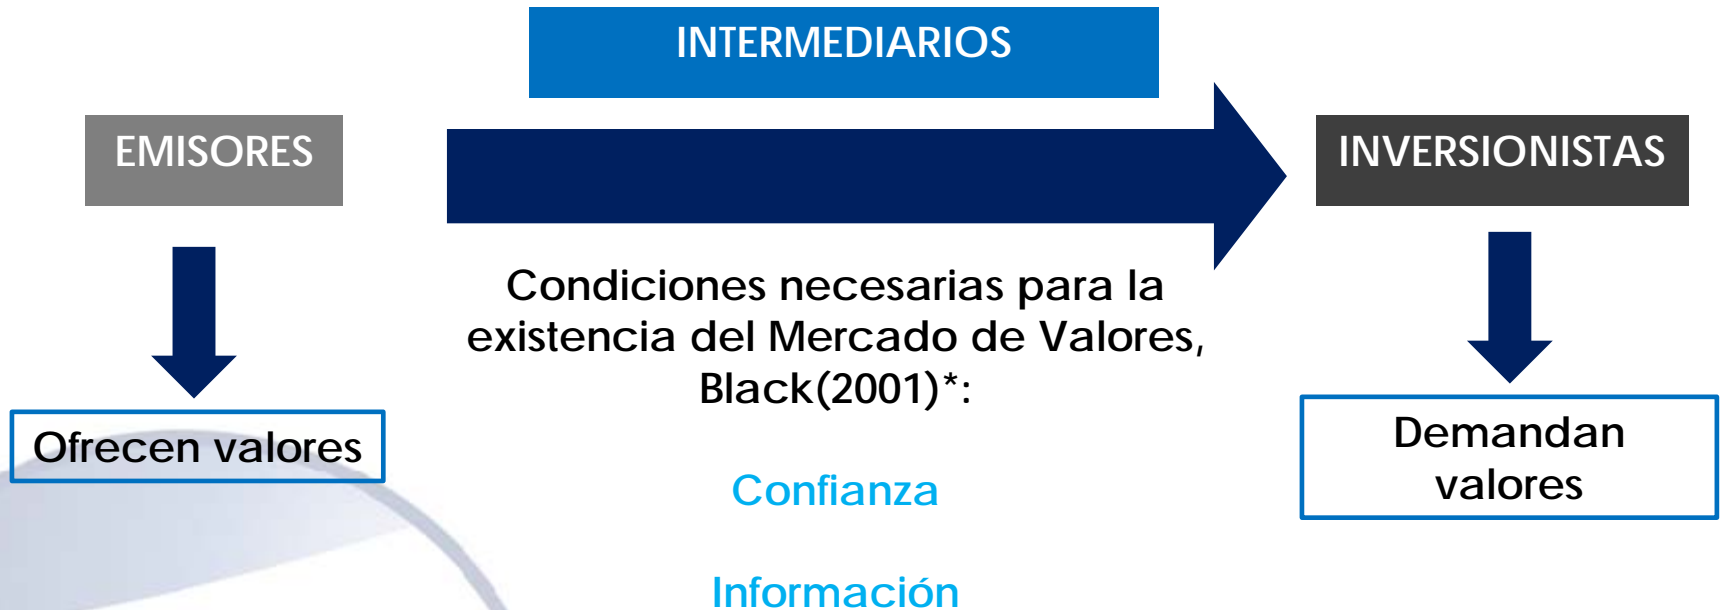 INTERMEDIARIOS
EMISORES
INVERSIONISTAS
Condiciones necesarias para la
existencia del Mercado de Valores,
Black(2001)*:
Ofrecen valores
Demandan
valores
Confianza
Información